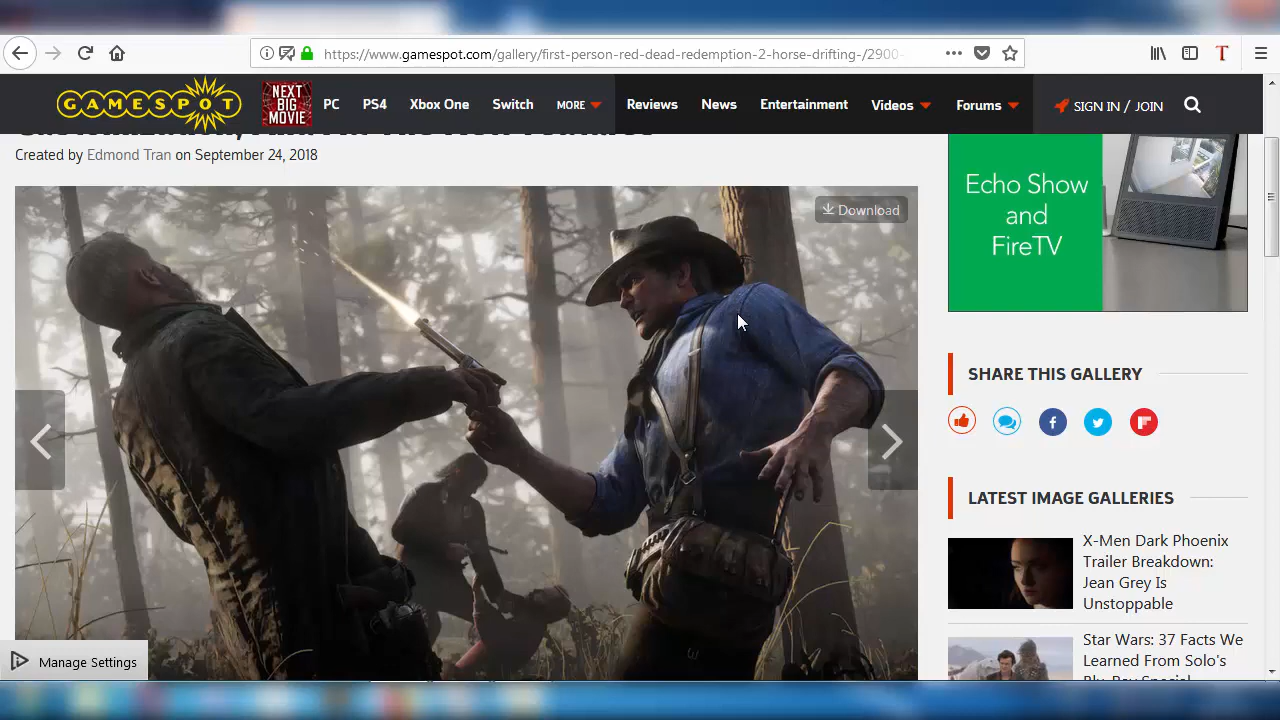 https://www.gamespot.com/gallery/first-person-red-dead-redemption-2-horse-drifting-/2900-
T
GAMESPOT
NEXT BIG MOVIE
PC
PS4
Xbox One
Switch
MORE
Reviews
News
Entertainment
Videos
Forums
SIGN IN / JOIN
Created by Edmond Tran on September 24, 2018
Download
Echo Show
and
FireTV
SHARE THIS GALLERY
LATEST IMAGE GALLERIES
X-Men Dark Phoenix
Trailer Breakdown:
Jean Grey Is
Unstoppable
Star Wars: 37 Facts We
Learned From Solo's
Manage Settings